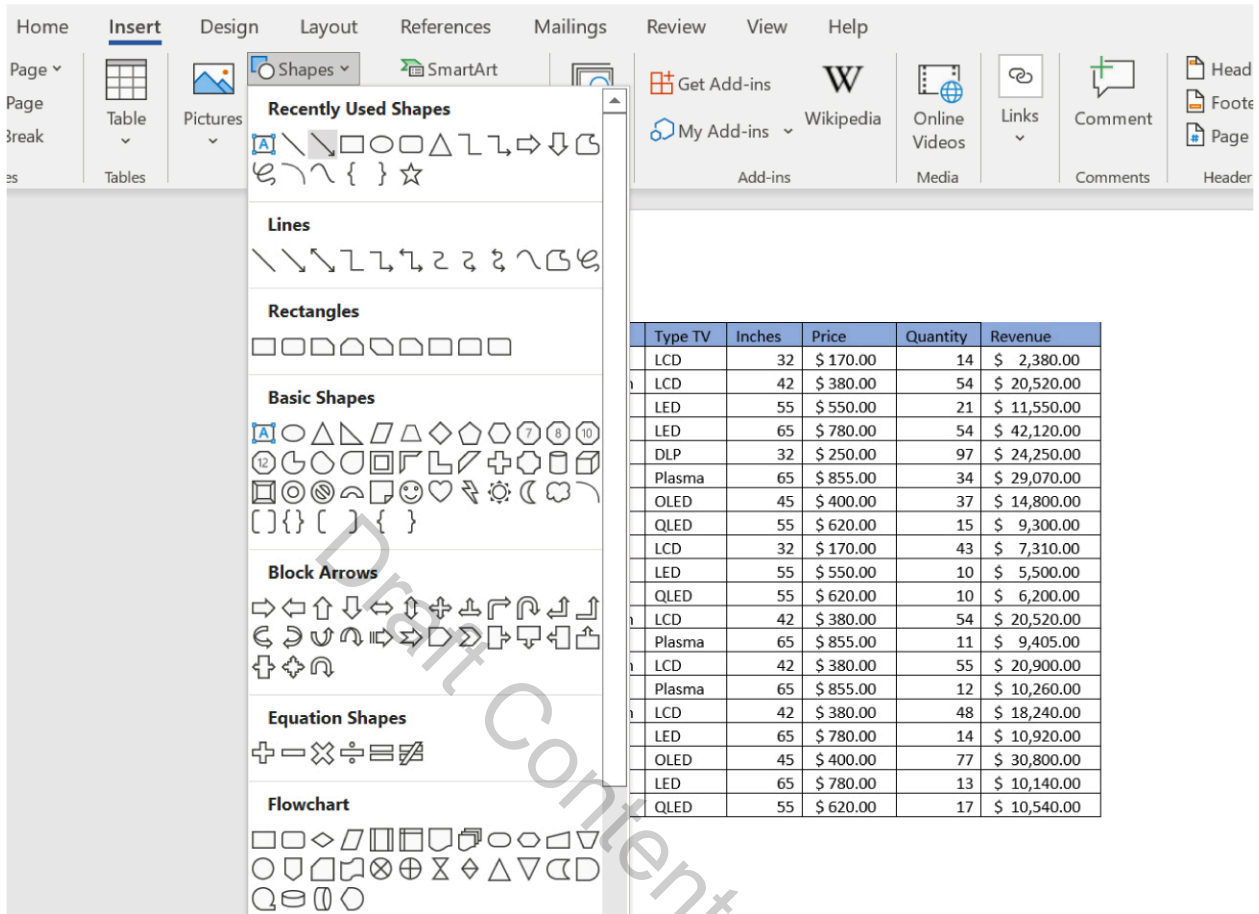 Home Insert Design Layout References Mailings Review View Help
Page Shapes SmartArt Get Add-ins Head
Page Table Pictures My Add-ins Wikipedia Online Videos Links Comment Foote
Break Page
es Tables Add-ins Media Comments Header
Recently Used Shapes
A
Lines
Rectangles
Basic Shapes
A 7 8 10
12
Block Arrows
Equation Shapes
Flowchart
Type TV Inches Price Quantity Revenue
LCD 32 $ 170.00 14 $ 2,380.00
n LCD 42 $ 380.00 54 $ 20,520.00
LED 55 $ 550.00 21 $ 11,550.00
LED 65 $ 780.00 54 $ 42,120.00
DLP 32 $ 250.00 97 $ 24,250.00
Plasma 65 $ 855.00 34 $ 29,070.00
OLED 45 $ 400.00 37 $ 14,800.00
QLED 55 $ 620.00 15 $ 9,300.00
LCD 32 $ 170.00 43 $ 7,310.00
LED 55 $ 550.00 10 $ 5,500.00
QLED 55 $ 620.00 10 $ 6,200.00
n LCD 42 $ 380.00 54 $ 20,520.00
Plasma 65 $ 855.00 11 $ 9,405.00
LCD 42 $ 380.00 55 $ 20,900.00
Plasma 65 $ 855.00 12 $ 10,260.00
n LCD 42 $ 380.00 48 $ 18,240.00
LED 65 $ 780.00 14 $ 10,920.00
OLED 45 $ 400.00 77 $ 30,800.00
LED 65 $ 780.00 13 $ 10,140.00
QLED 55 $ 620.00 17 $ 10,540.00
Draft Content